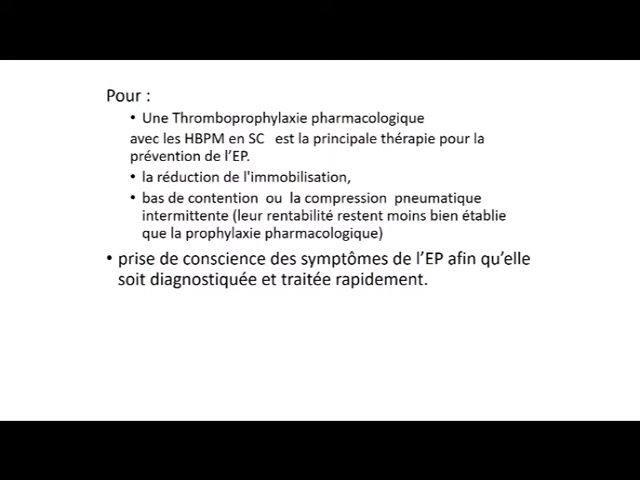 Pour :
• Une Thromboprophylaxie pharmacologique
avec les HBPM en SC est la principale thérapie pour la
prévention de l'EP.
• la réduction de l'immobilisation,
• bas de contention ou la compression pneumatique
intermittente (leur rentabilité restent moins bien établie
que la prophylaxie pharmacologique)
• prise de conscience des symptômes de l'EP afin qu'elle
soit diagnostiquée et traitée rapidement.